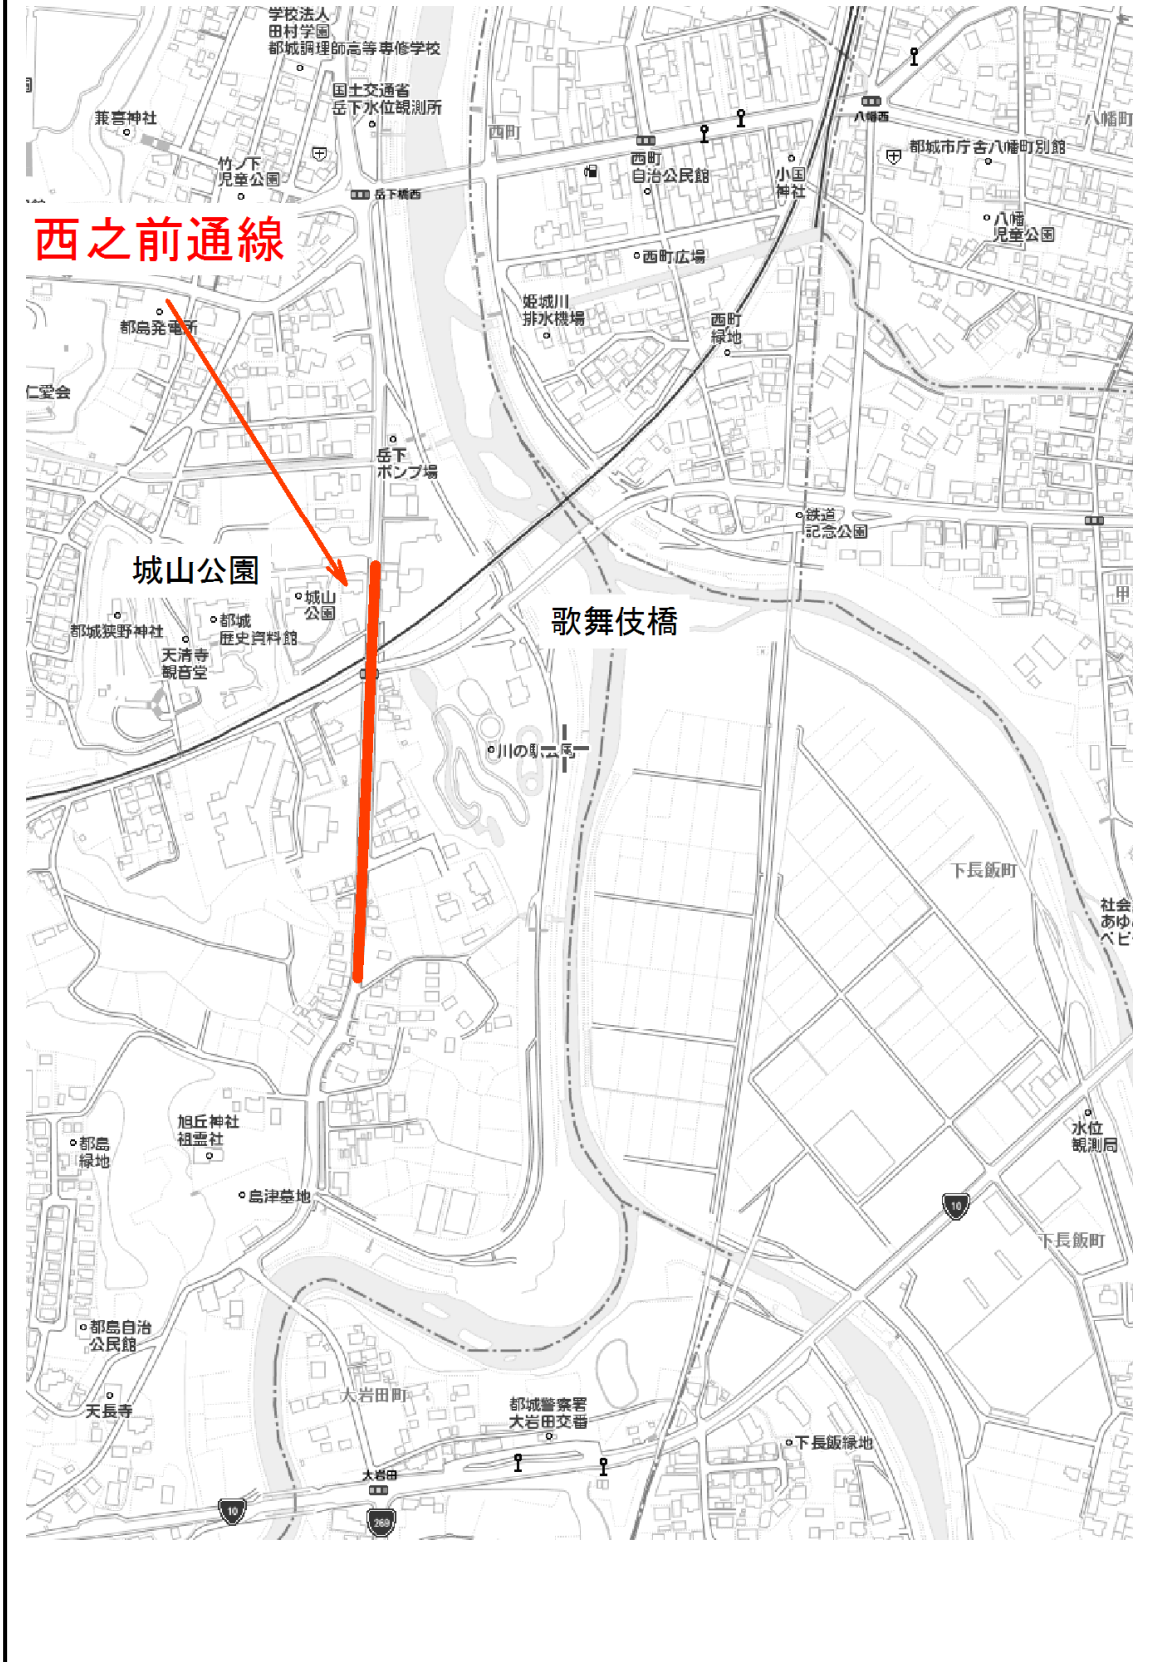 学校法人
田村学園
都城調理師高等専修学校
国土交通省
岳下水位観測所
兼喜神社
竹ノ下
児童公園
岳下橋西
西町
西町
自治公民館
小国
神社
八幡西
八幡町
都城市庁舎八幡町別館
八幡
児童公園
西之前通線
西町広場
都島発電所
姫城川
排水機場
西町
緑地
仁愛会
岳下
ポンプ場
鉄道
記念公園
城山公園
城山
公園
歌舞伎橋
都城狭野神社
都城
歴史資料館
天清寺
観音堂
甲
川の駅公園
下長飯町
社会
あゆ
ベビ
旭丘神社
祖霊社
都島
緑地
水位
観測局
島津墓地
10
下長飯町
都島自治
公民館
大岩田町
天長寺
都城警察署
大岩田交番
下長飯緑地
大岩田
10
269